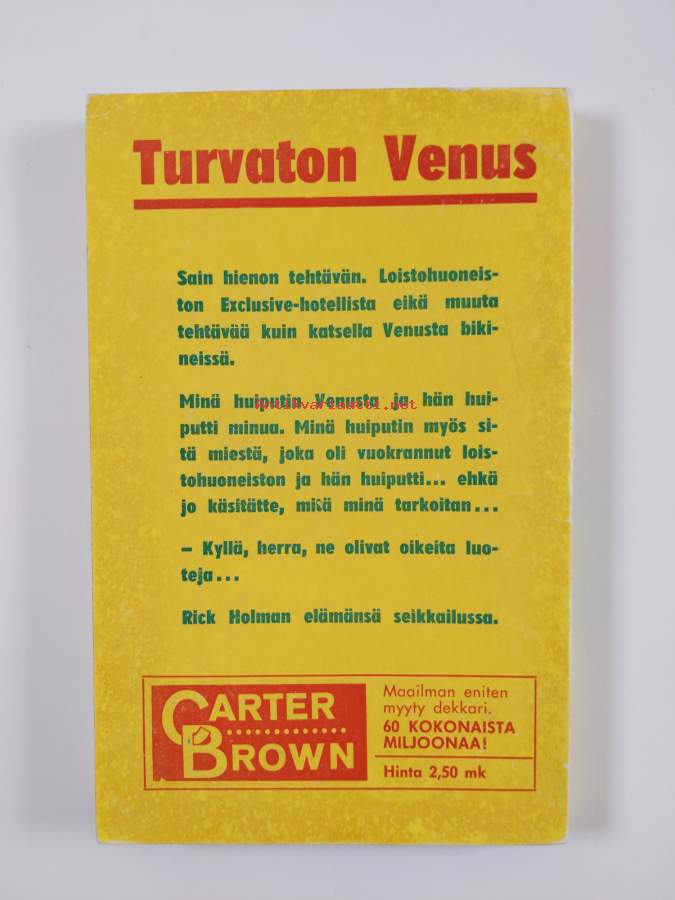 Turvaton Venus
Sain hienon tehtävän. Loistohuoneis-
ton Exclusive-hotellista eikä muuta
tehtävää kuin katsella Venusta biki-
neissä.
Minä huiputin Venusta ja hän hui-
antikvariaatti.net
putti minua. Minä huiputin myös si-
tä miestä, joka oli vuokrannut lois-
tohuoneiston ja hän huiputti... ehkä
jo käsitätte, mitä minä tarkoitan...
– Kyllä, herra, ne olivat oikeita luo-
teja...
Rick Holman elämänsä seikkailussa.
CARTER
BROWN
Maailman eniten
myyty dekkari.
60 KOKONAISTA
MILJOONAA!
Hinta 2,50 mk